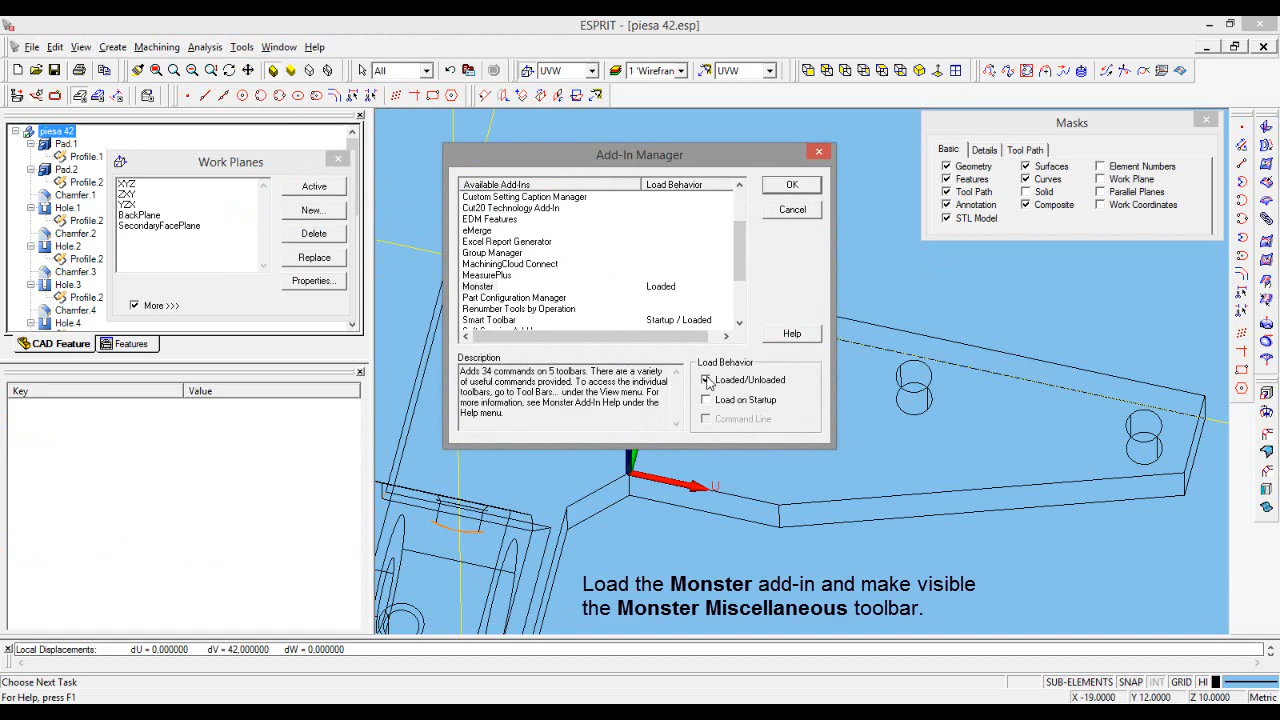 ESPRIT - [piesa 42.esp]
File Edit View Create Machining Analysis Tools Window Help
All
UVW
1 'Wirefran
UVW
piesa 42
Pad.1
Profile.1
Pad.2
Profile.2
Chamfer.1
Hole.1
Profile.2
Chamfer.2
Hole.2
Profile.2
Chamfer.3
Hole.3
Profile.2
Chamfer.4
Hole.4
CAD Feature
Features
Work Planes
XYZ
ZXY
YZX
BackPlane
SecondaryFacePlane
Active
New...
Delete
Replace
Properties...
More >>>
Key Value
Add-In Manager
Available Add-Ins Load Behavior
Custom Setting Caption Manager
Cut20 Technology Add-In
EDM Features
eMerge
Excel Report Generator
Group Manager
MachiningCloud Connect
MeasurePlus
Monster Loaded
Part Configuration Manager
Renumber Tools by Operation
Smart Toolbar Startup / Loaded
OK
Cancel
Help
Description
Adds 34 commands on 5 toolbars. There are a variety
of useful commands provided. To access the individual
toolbars, go to Tool Bars... under the View menu. For
more information, see Monster Add-In Help under the
Help menu.
Load Behavior
Loaded/Unloaded
Load on Startup
Command Line
Masks
Basic Details Tool Path
Geometry Surfaces Element Numbers
Features Curves Work Plane
Tool Path Solid Parallel Planes
Annotation Composite Work Coordinates
STL Model
U
Load the Monster add-in and make visible
the Monster Miscellaneous toolbar.
Local Displacements: dU = 0,000000 dV = 42,000000 dW = 0,000000
Choose Next Task
SUB-ELEMENTS SNAP INT GRID HI
For Help, press F1
X -19.0000 Y 12.0000 Z 10.0000 Metric